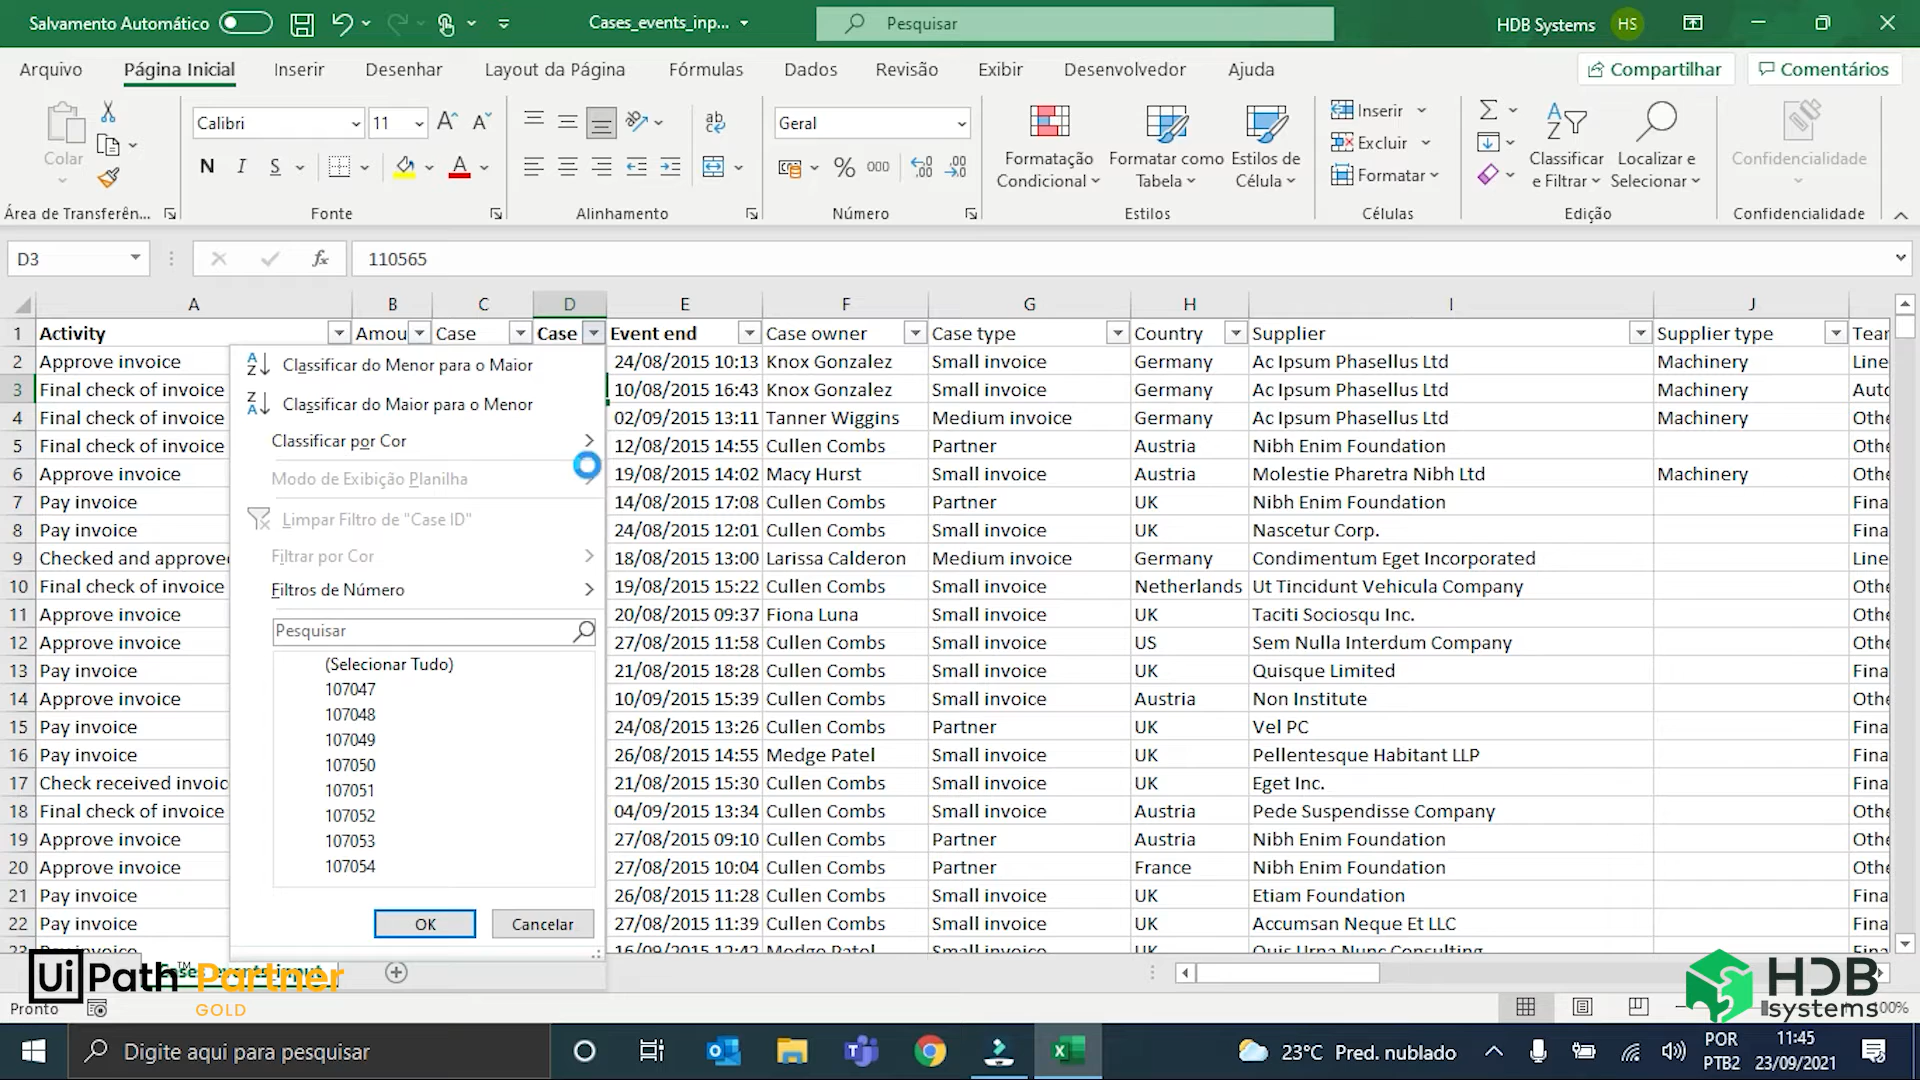 Salvamento Automático
Cases_events_inp...
Pesquisar
HDB Systems
HS
Arquivo
Página Inicial
Inserir
Desenhar
Layout da Página
Fórmulas
Dados
Revisão
Exibir
Desenvolvedor
Ajuda
Compartilhar
Comentários
Colar
Calibri
11
N I S
Geral
Formatação Condicional
Formatar como Tabela
Estilos de Célula
Inserir
Excluir
Formatar
Classificar e Filtrar
Localizar e Selecionar
Confidencialidade
Área de Transferên...
Fonte
Alinhamento
Número
Estilos
Células
Edição
Confidencialidade
D3
fx
110565
A B C D E F G H I J
1 Activity Amou Case Case Event end Case owner Case type Country Supplier Supplier type Tear
2 Approve invoice 24/08/2015 10:13 Knox Gonzalez Small invoice Germany Ac Ipsum Phasellus Ltd Machinery Line
3 Final check of invoice 10/08/2015 16:43 Knox Gonzalez Small invoice Germany Ac Ipsum Phasellus Ltd Machinery Auto
4 Final check of invoice 02/09/2015 13:11 Tanner Wiggins Medium invoice Germany Ac Ipsum Phasellus Ltd Machinery Othe
5 Final check of invoice 12/08/2015 14:55 Cullen Combs Partner Austria Nibh Enim Foundation Othe
6 Approve invoice 19/08/2015 14:02 Macy Hurst Small invoice Austria Molestie Pharetra Nibh Ltd Machinery Othe
7 Pay invoice 14/08/2015 17:08 Cullen Combs Partner UK Nibh Enim Foundation Fina
8 Pay invoice 24/08/2015 12:01 Cullen Combs Small invoice UK Nascetur Corp. Fina
9 Checked and approved 18/08/2015 13:00 Larissa Calderon Medium invoice Germany Condimentum Eget Incorporated Line
10 Final check of invoice 19/08/2015 15:22 Cullen Combs Small invoice Netherlands Ut Tincidunt Vehicula Company Othe
11 Approve invoice 20/08/2015 09:37 Fiona Luna Small invoice UK Taciti Sociosqu Inc. Othe
12 Approve invoice 27/08/2015 11:58 Cullen Combs Small invoice US Sem Nulla Interdum Company Othe
13 Pay invoice 21/08/2015 18:28 Cullen Combs Small invoice UK Quisque Limited Fina
14 Approve invoice 10/09/2015 15:39 Cullen Combs Small invoice Austria Non Institute Othe
15 Pay invoice 24/08/2015 13:26 Cullen Combs Partner UK Vel PC Fina
16 Pay invoice 26/08/2015 14:55 Medge Patel Small invoice UK Pellentesque Habitant LLP Fina
17 Check received invoic 21/08/2015 15:30 Cullen Combs Small invoice UK Eget Inc. Fina
18 Final check of invoice 04/09/2015 13:34 Cullen Combs Small invoice Austria Pede Suspendisse Company Othe
19 Approve invoice 27/08/2015 09:10 Cullen Combs Partner Austria Nibh Enim Foundation Othe
20 Approve invoice 27/08/2015 10:04 Cullen Combs Partner France Nibh Enim Foundation Othe
21 Pay invoice 26/08/2015 11:28 Cullen Combs Small invoice UK Etiam Foundation Fina
22 Pay invoice 27/08/2015 11:39 Cullen Combs Small invoice UK Accumsan Neque Et LLC Fina
23 Pay invoice 16/09/2015 12:42 Medge Patel Small invoice UK Quis Urna Nunc Consulting Fina
Classificar do Menor para o Maior
Classificar do Maior para o Menor
Classificar por Cor
Modo de Exibição Planilha
Limpar Filtro de "Case ID"
Filtrar por Cor
Filtros de Número
Pesquisar
(Selecionar Tudo)
107047
107048
107049
107050
107051
107052
107053
107054
OK
Cancelar
Cases_events_input
UiPath™ Partner
GOLD
HDB
systems
Pronto
100%
Digite aqui para pesquisar
23°C Pred. nublado
POR
PTB2
11:45
23/09/2021